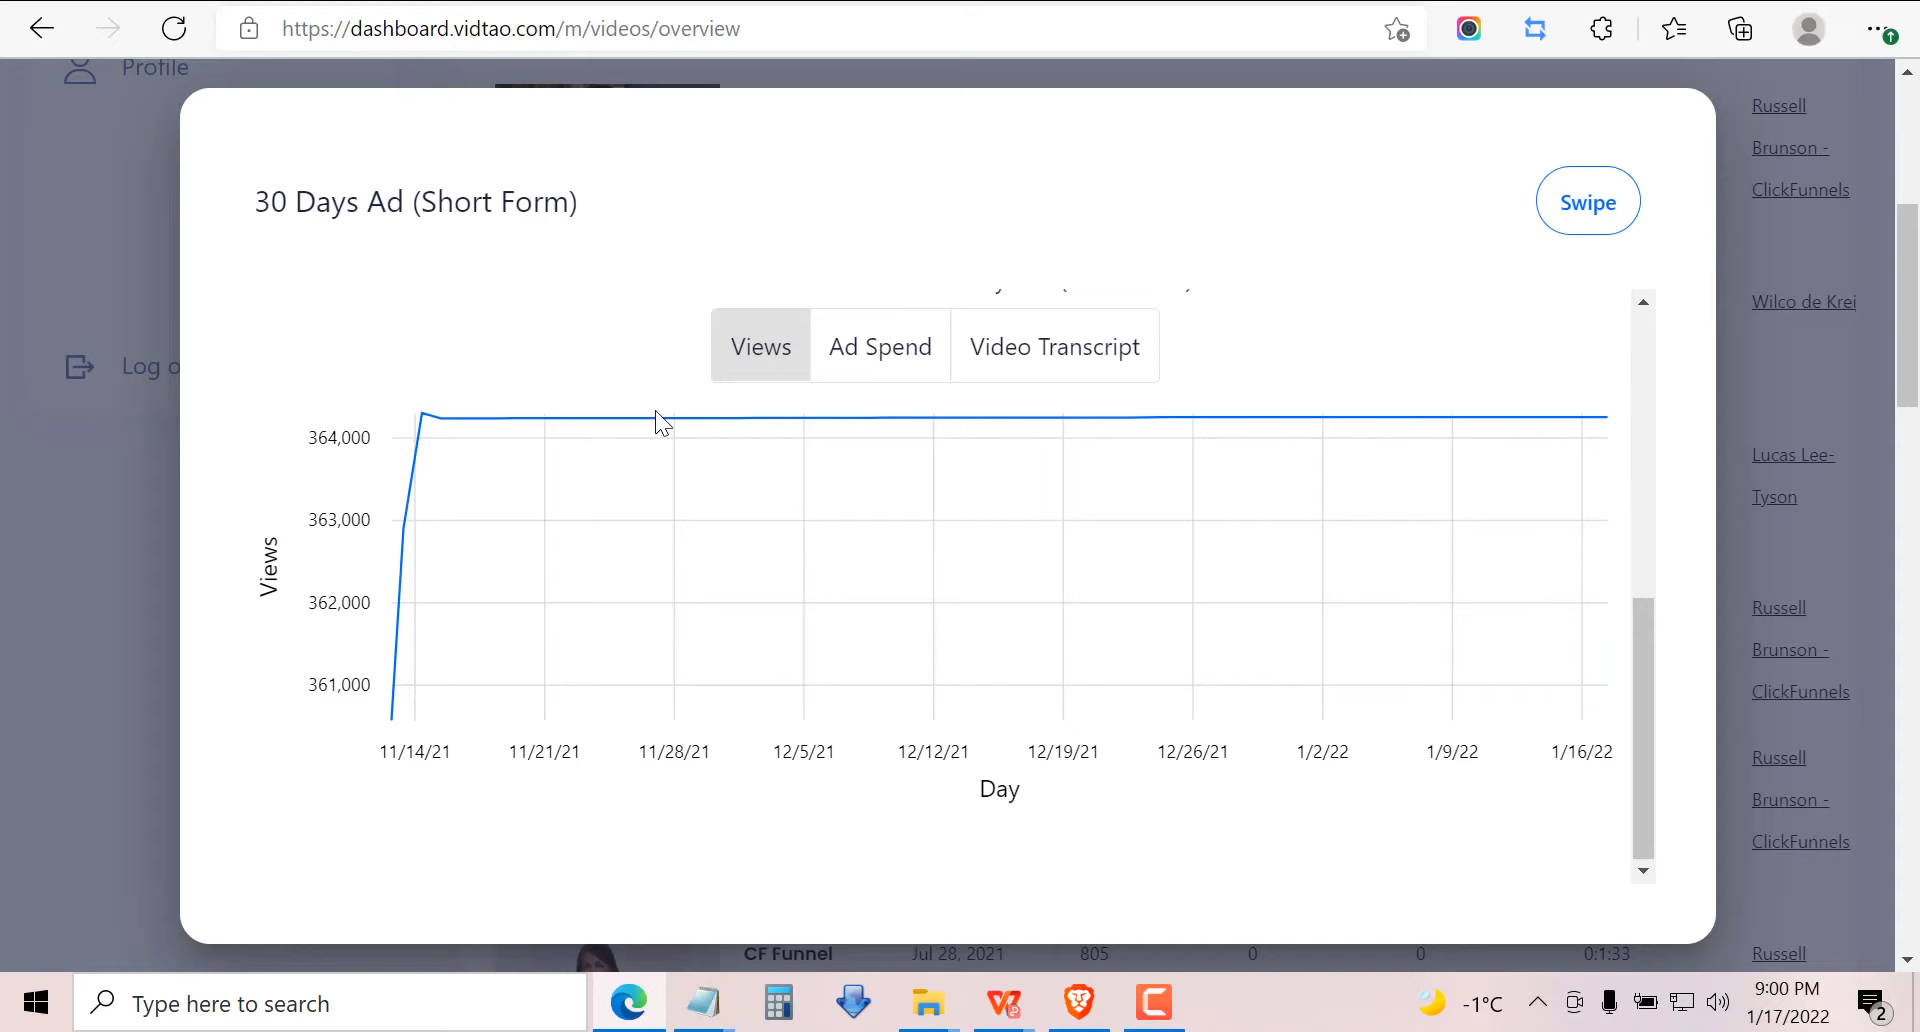 https://dashboard.vidtao.com/m/videos/overview
Profile
Log o
30 Days Ad (Short Form)
Swipe
Views
Ad Spend
Video Transcript
364,000
363,000
362,000
361,000
Views
11/14/21
11/21/21
11/28/21
12/5/21
12/12/21
12/19/21
12/26/21
1/2/22
1/9/22
1/16/22
Day
Russell
Brunson -
ClickFunnels
Wilco de Krei
Lucas Lee-
Tyson
Russell
Brunson -
ClickFunnels
Russell
Brunson -
ClickFunnels
CF Funnel
Jul 28, 2021
805
0
0
0:1:33
Russell
Type here to search
-1°C
9:00 PM
1/17/2022
2